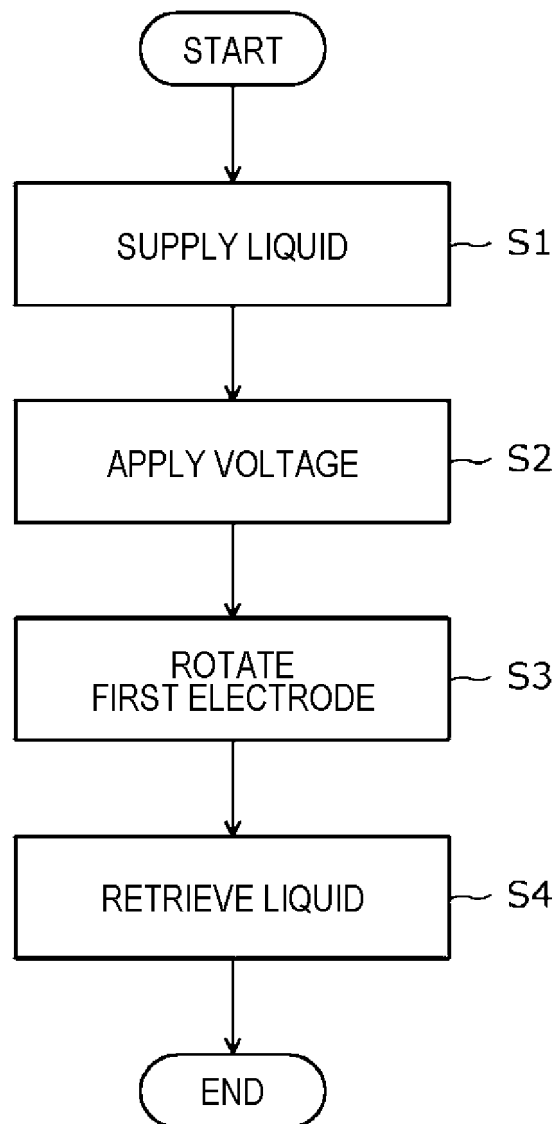 START
SUPPLY LIQUID
S1
APPLY VOLTAGE
S2
ROTATE
FIRST ELECTRODE
S3
RETRIEVE LIQUID
S4
END